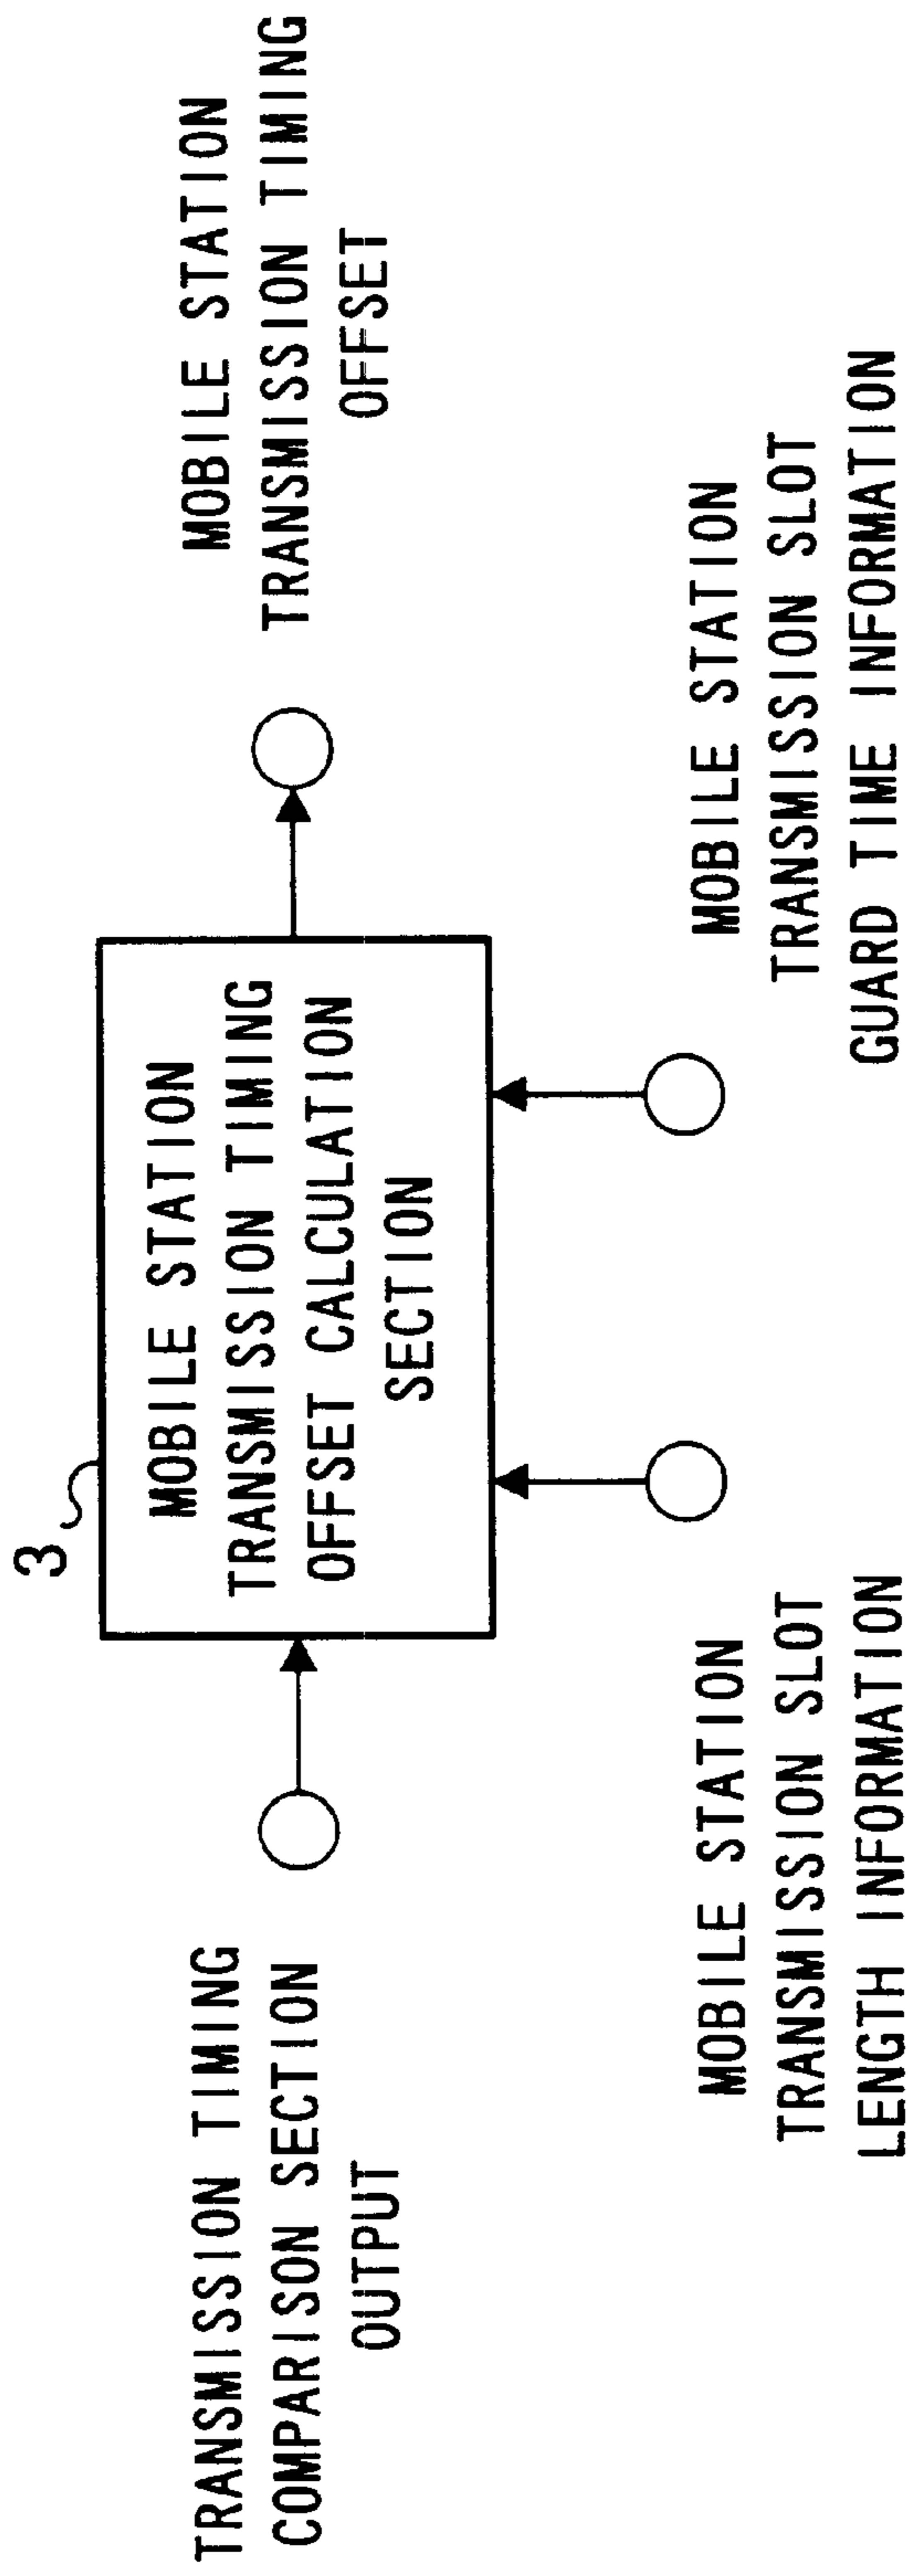 3
TRANSMISSION TIMING
COMPARISON SECTION
OUTPUT
MOBILE STATION
TRANSMISSION TIMING
OFFSET CALCULATION
SECTION
MOBILE STATION
TRANSMISSION TIMING
OFFSET
MOBILE STATION
TRANSMISSION SLOT
LENGTH INFORMATION
MOBILE STATION
TRANSMISSION SLOT
GUARD TIME INFORMATION